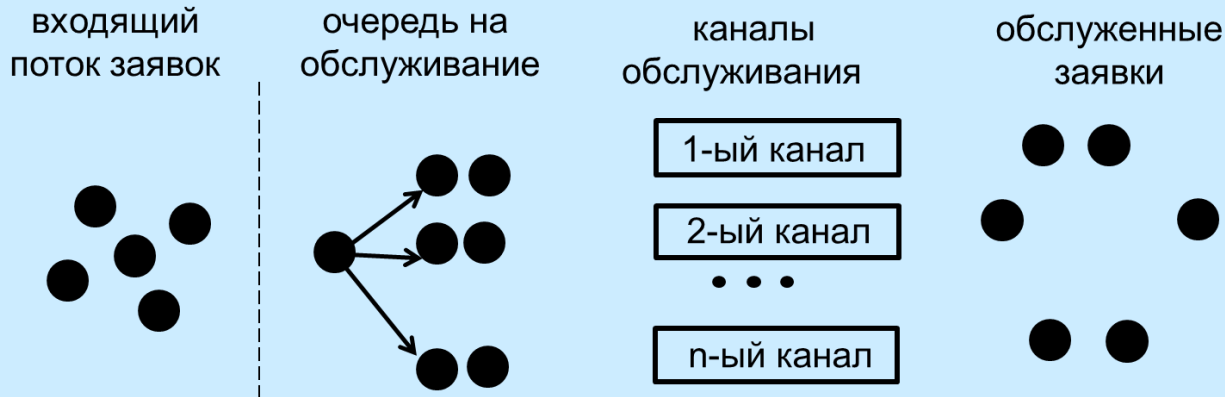 входящий
поток заявок
очередь на
обслуживание
каналы
обслуживания
обслуженные
заявки
1-ый канал
2-ый канал
• • •
n-ый канал